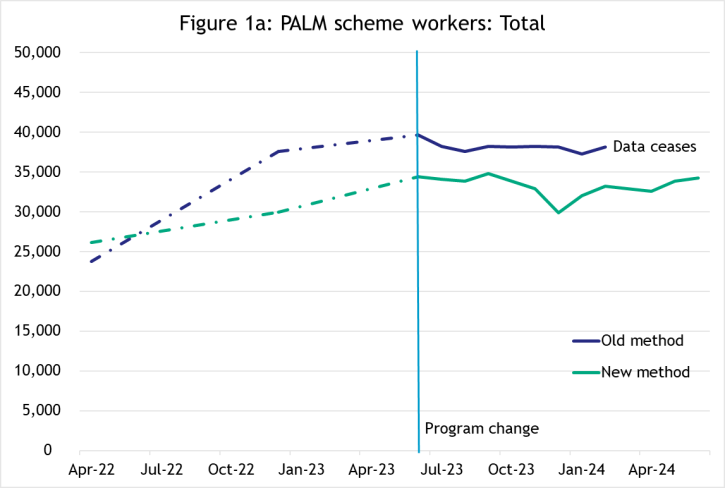 Figure 1a: PALM scheme workers: Total
50,000
45,000
40,000
35,000
30,000
25,000
20,000
15,000
10,000
5,000
0
Data ceases
Old method
New method
Program change
Apr-22 Jul-22 Oct-22 Jan-23 Apr-23 Jul-23 Oct-23 Jan-24 Apr-24